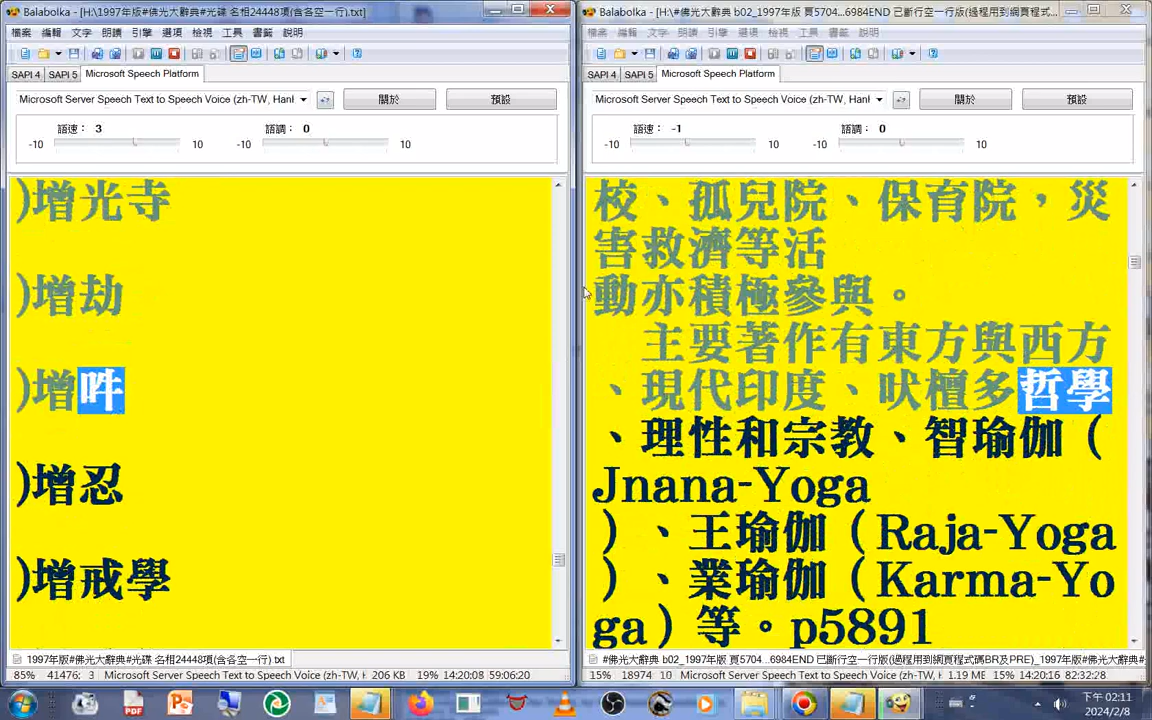 Balabolka - [H:\1997年版#佛光大辭典#光碟 名相24448項(含各空一行).txt]
檔案 編輯 文字 朗讀 引擎 選項 檢視 工具 書籤 說明
SAPI 4 SAPI 5 Microsoft Speech Platform
Microsoft Server Speech Text to Speech Voice (zh-TW, Hanl
關於
預設
語速： 3
語調： 0
-10 10 -10 10
)增光寺
)增劫
)增吽
)增忍
)增戒學
1997年版#佛光大辭典#光碟 名相24448項(含各空一行).txt
85% 41476: 3 Microsoft Server Speech Text to Speech Voice (zh-TW 206 KB 19% 14:20:08 59:06:20
Balabolka - [H:\#佛光大辭典 b02_1997年版 頁5704...6984END 已斷行空一行版(過程用到網頁程式...
檔案 編輯 文字 朗讀 引擎 選項 檢視 工具 書籤 說明
SAPI 4 SAPI 5 Microsoft Speech Platform
Microsoft Server Speech Text to Speech Voice (zh-TW, Hanl
關於
預設
語速： -1
語調： 0
-10 10 -10 10
校、孤兒院、保育院，災
害救濟等活
動亦積極參與。
主要著作有東方與西方
、現代印度、吠檀多哲學
、理性和宗教、智瑜伽（
Jnana-Yoga
）、王瑜伽（Raja-Yoga
）、業瑜伽（Karma-Yo
ga）等。p5891
#佛光大辭典 b02_1997年版 頁5704...6984END 已斷行空一行版(過程用到網頁程式碼BR及PRE)_1997年版#
15% 18974: 10 Microsoft Server Speech Text to Speech Voice (zh-TW 1.19 ME 15% 14:20:16 82:32:28
下午 02:11
2024/2/8